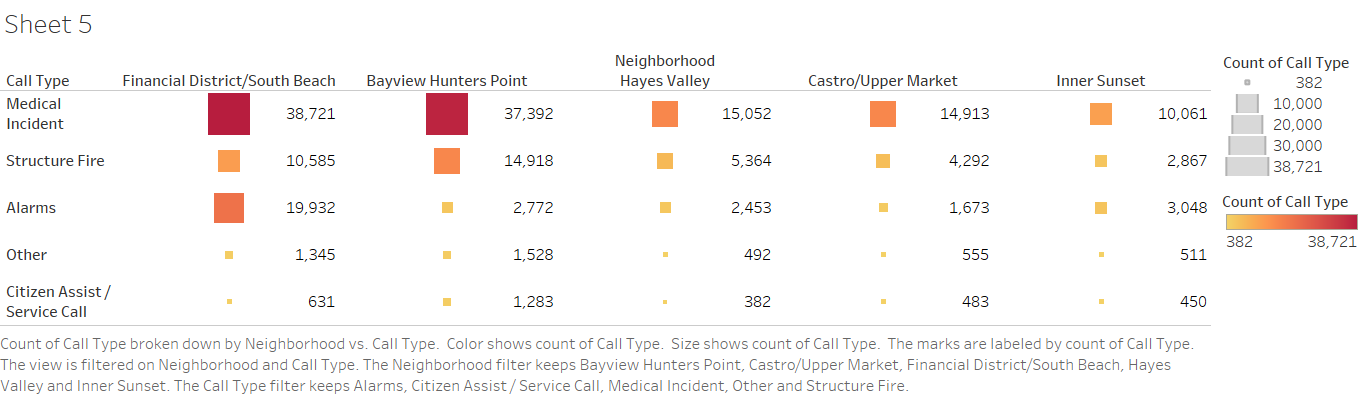 Sheet 5
Neighborhood
Call Type Financial District/South Beach Bayview Hunters Point Hayes Valley Castro/Upper Market Inner Sunset
Medical
Incident 38,721 37,392 15,052 14,913 10,061
Structure Fire 10,585 14,918 5,364 4,292 2,867
Alarms 19,932 2,772 2,453 1,673 3,048
Other 1,345 1,528 492 555 511
Citizen Assist /
Service Call 631 1,283 382 483 450
Count of Call Type
382
10,000
20,000
30,000
38,721
Count of Call Type
382 38,721
Count of Call Type broken down by Neighborhood vs. Call Type. Color shows count of Call Type. Size shows count of Call Type. The marks are labeled by count of Call Type.
The view is filtered on Neighborhood and Call Type. The Neighborhood filter keeps Bayview Hunters Point, Castro/Upper Market, Financial District/South Beach, Hayes
Valley and Inner Sunset. The Call Type filter keeps Alarms, Citizen Assist / Service Call, Medical Incident, Other and Structure Fire.